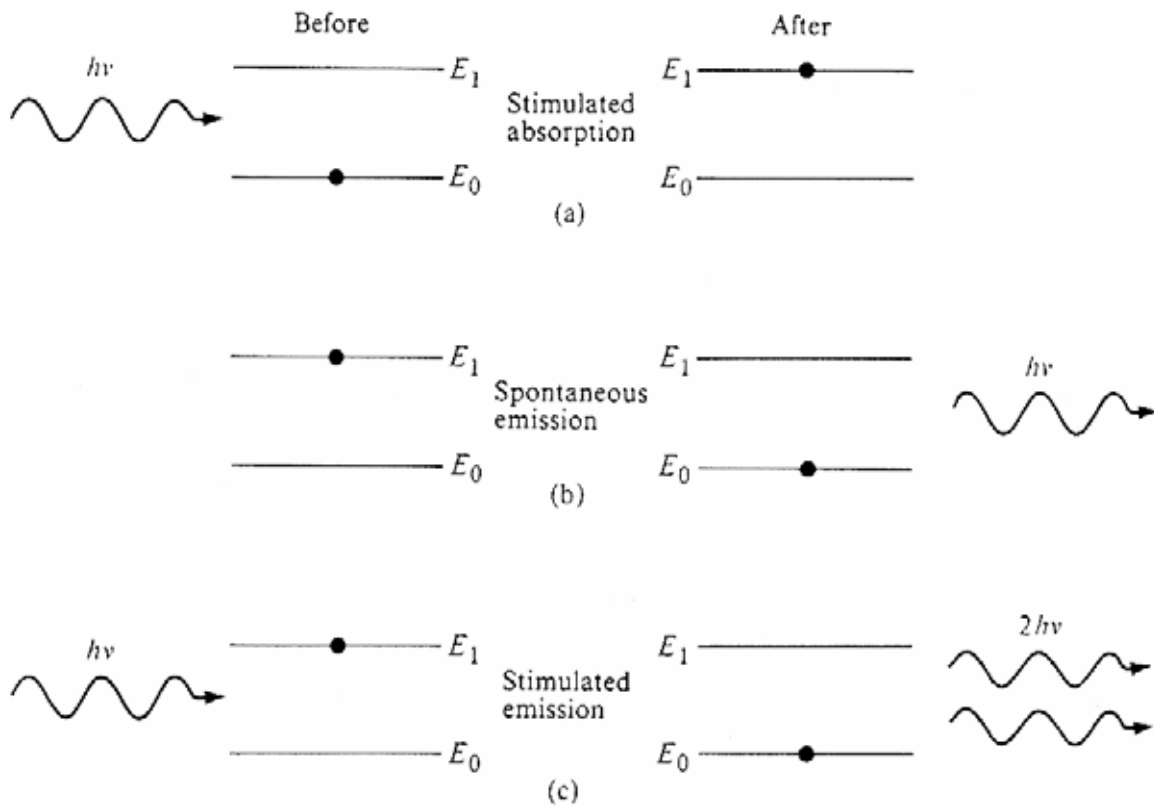 Before
After
hν
E₁
E₁
Stimulated
absorption
E₀
E₀
(a)
E₁
E₁
hν
Spontaneous
emission
E₀
E₀
(b)
hν
E₁
E₁
2hν
Stimulated
emission
E₀
E₀
(c)